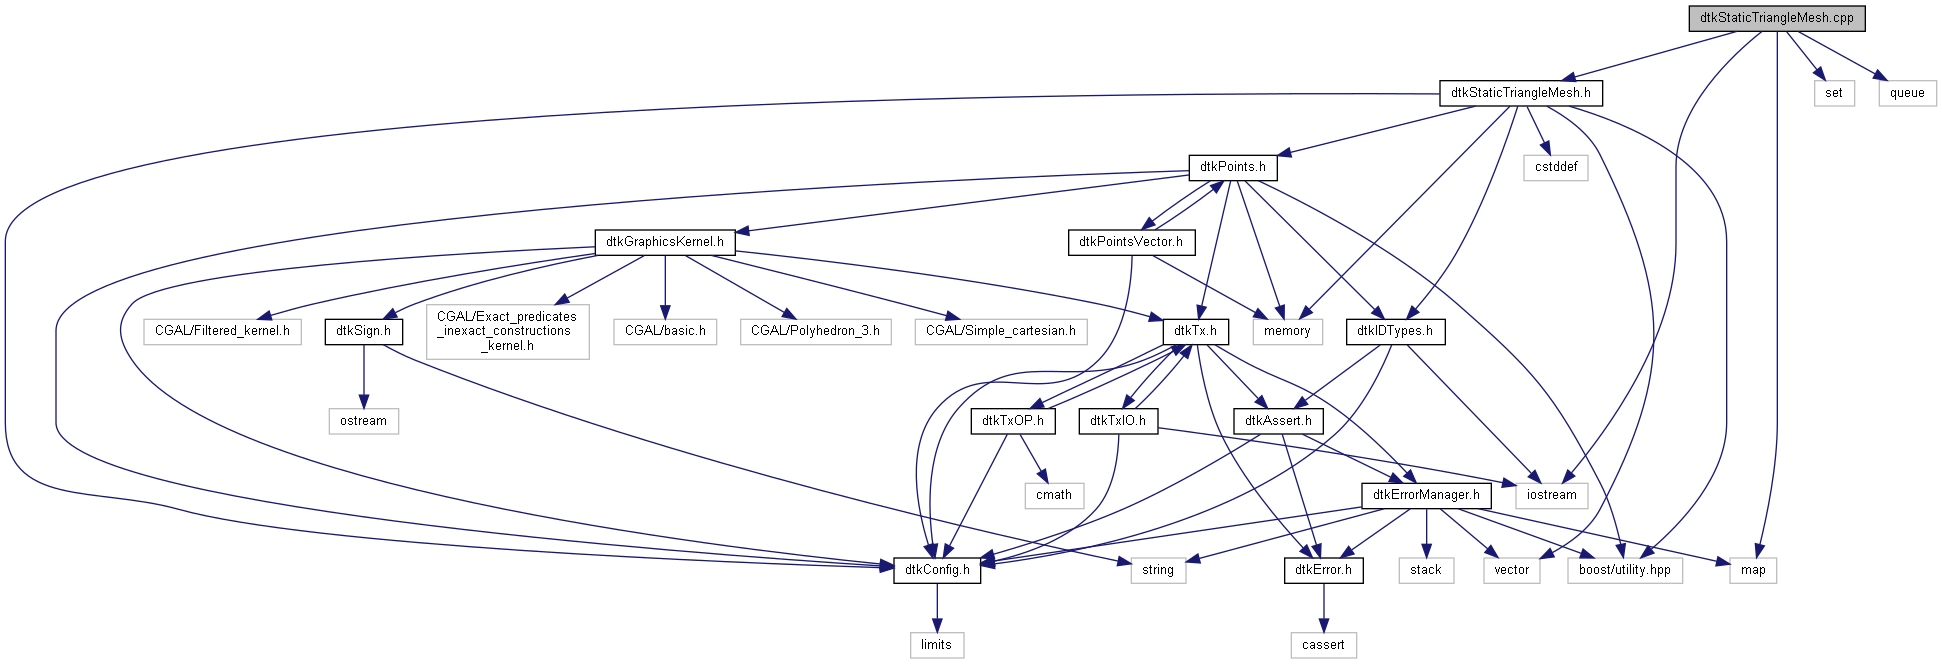 dtkStaticTriangleMesh.cpp
dtkStaticTriangleMesh.h
set
queue
dtkPoints.h
cstddef
dtkGraphicsKernel.h
dtkPointsVector.h
CGAL/Filtered_kernel.h
dtkSign.h
CGAL/Exact_predicates
_inexact_constructions
_kernel.h
CGAL/basic.h
CGAL/Polyhedron_3.h
CGAL/Simple_cartesian.h
dtkTx.h
memory
dtkIDTypes.h
ostream
dtkTxOP.h
dtkTxIO.h
dtkAssert.h
cmath
dtkErrorManager.h
iostream
dtkConfig.h
string
dtkError.h
stack
vector
boost/utility.hpp
map
limits
cassert